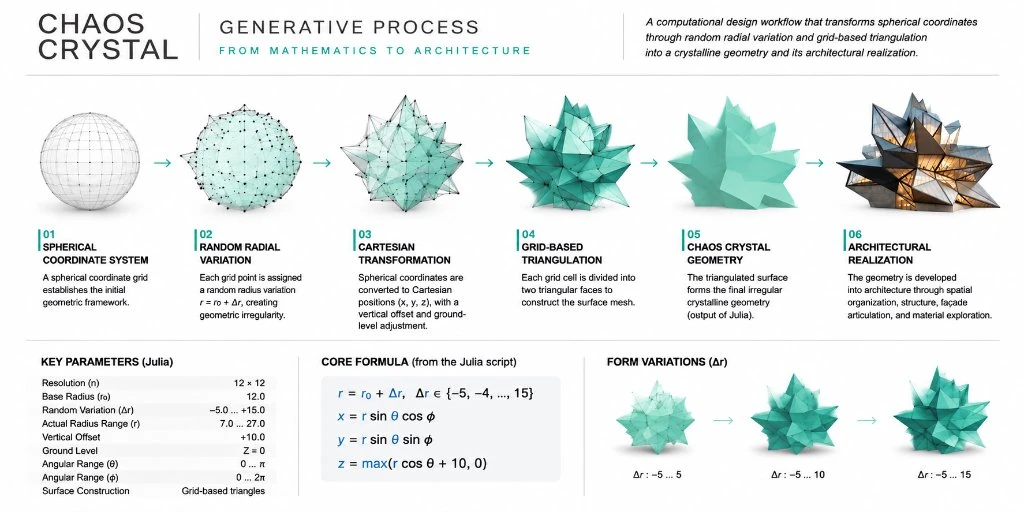 CHAOS
CRYSTAL
GENERATIVE PROCESS
FROM MATHEMATICS TO ARCHITECTURE
A computational design workflow that transforms spherical coordinates
through random radial variation and grid-based triangulation
into a crystalline geometry and its architectural realization.
01
SPHERICAL
COORDINATE SYSTEM
A spherical coordinate grid
establishes the initial
geometric framework.
02
RANDOM RADIAL
VARIATION
Each grid point is assigned
a random radius variation
r = r₀ + Δr, creating
geometric irregularity.
03
CARTESIAN
TRANSFORMATION
Spherical coordinates are
converted to Cartesian
positions (x, y, z), with a
vertical offset and ground-
level adjustment.
04
GRID-BASED
TRIANGULATION
Each grid cell is divided into
two triangular faces to
construct the surface mesh.
05
CHAOS CRYSTAL
GEOMETRY
The triangulated surface
forms the final irregular
crystalline geometry
(output of Julia).
06
ARCHITECTURAL
REALIZATION
The geometry is developed
into architecture through spatial
organization, structure, façade
articulation, and material exploration.
KEY PARAMETERS (Julia)
Resolution (n) 12 × 12
Base Radius (r₀) 12.0
Random Variation (Δr) –5.0 ... +15.0
Actual Radius Range (r) 7.0 ... 27.0
Vertical Offset +10.0
Ground Level Z = 0
Angular Range (θ) 0 ... π
Angular Range (ϕ) 0 ... 2π
Surface Construction Grid-based triangles
CORE FORMULA (from the Julia script)
r = r₀ + Δr, Δr ∈ {−5, −4, ..., 15}
x = r sin θ cos ϕ
y = r sin θ sin ϕ
z = max(r cos θ + 10, 0)
FORM VARIATIONS (Δr)
Δr : −5 ... 5
Δr : −5 ... 10
Δr : −5 ... 15